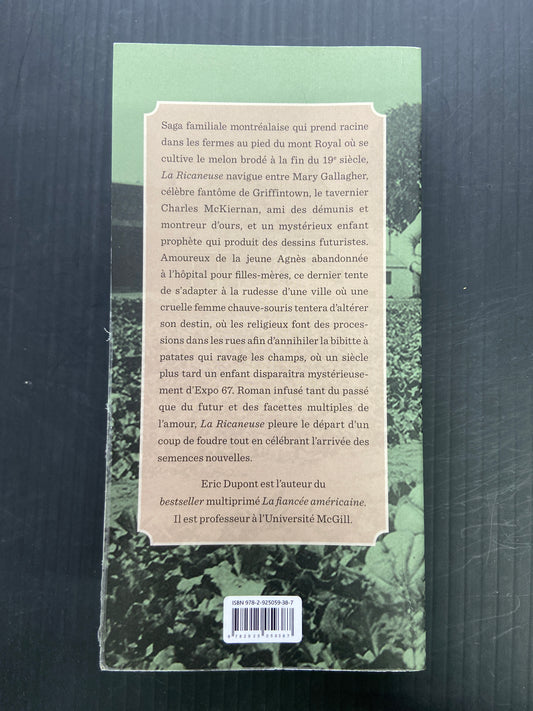 Saga familiale montréalaise qui prend racine
dans les fermes au pied du mont Royal où se
cultive le melon brodé à la fin du 19e siècle,
La Ricaneuse navigue entre Mary Gallagher,
célèbre fantôme de Griffintown, le tavernier
Charles McKiernan, ami des démunis et
montreur d'ours, et un mystérieux enfant
prophète qui produit des dessins futuristes.
Amoureux de la jeune Agnès abandonnée
à l'hôpital pour filles-mères, ce dernier tente
de s'adapter à la rudesse d'une ville où une
cruelle femme chauve-souris tentera d'altérer
son destin, où les religieux font des proces-
sions dans les rues afin d'annihiler la bibitte à
patates qui ravage les champs, où un siècle
plus tard un enfant disparaîtra mystérieuse-
ment d'Expo 67. Roman infusé tant du passé
que du futur et des facettes multiples de
l'amour, La Ricaneuse pleure le départ d'un
coup de foudre tout en célébrant l'arrivée des
semences nouvelles.
Eric Dupont est l'auteur du
bestseller multiprimé La fiancée américaine.
Il est professeur à l'Université McGill.
ISBN 978-2-925059-38-7
9 782925 059387